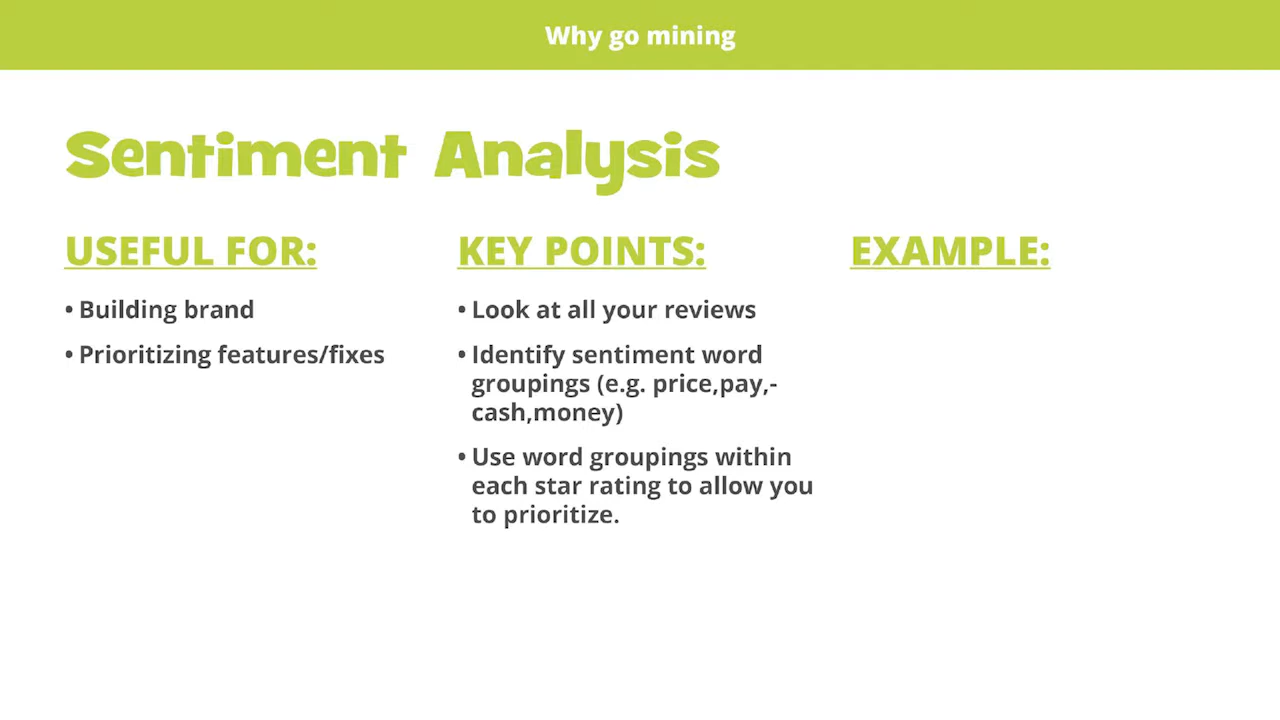 Why go mining
Sentiment Analysis
USEFUL FOR:
• Building brand
• Prioritizing features/fixes
KEY POINTS:
• Look at all your reviews
• Identify sentiment word
groupings (e.g. price,pay,-
cash,money)
• Use word groupings within
each star rating to allow you
to prioritize.
EXAMPLE: